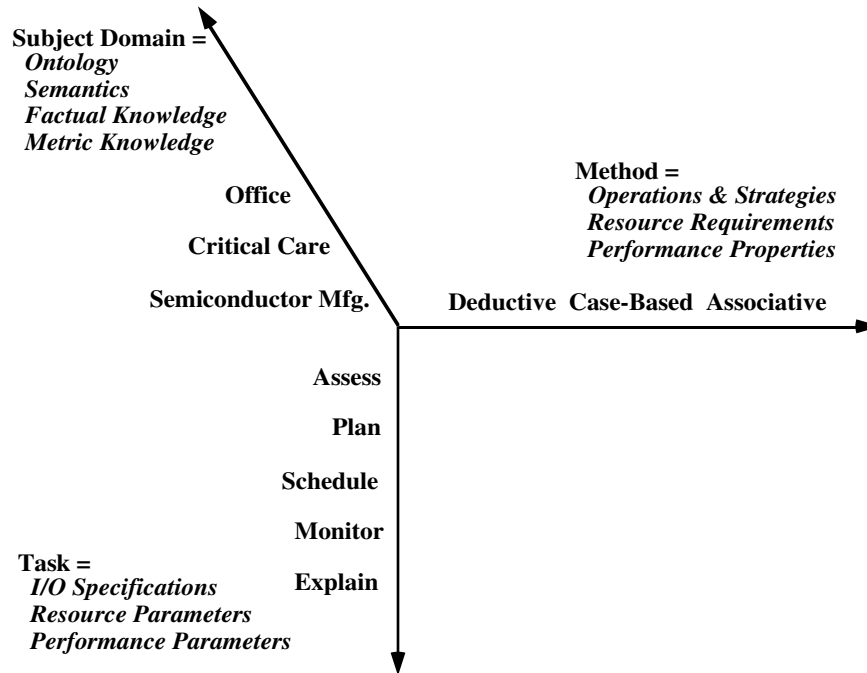 Subject Domain =
Ontology
Semantics
Factual Knowledge
Metric Knowledge
Office
Critical Care
Semiconductor Mfg.
Method =
Operations & Strategies
Resource Requirements
Performance Properties
Deductive Case-Based Associative
Assess
Plan
Schedule
Monitor
Explain
Task =
I/O Specifications
Resource Parameters
Performance Parameters